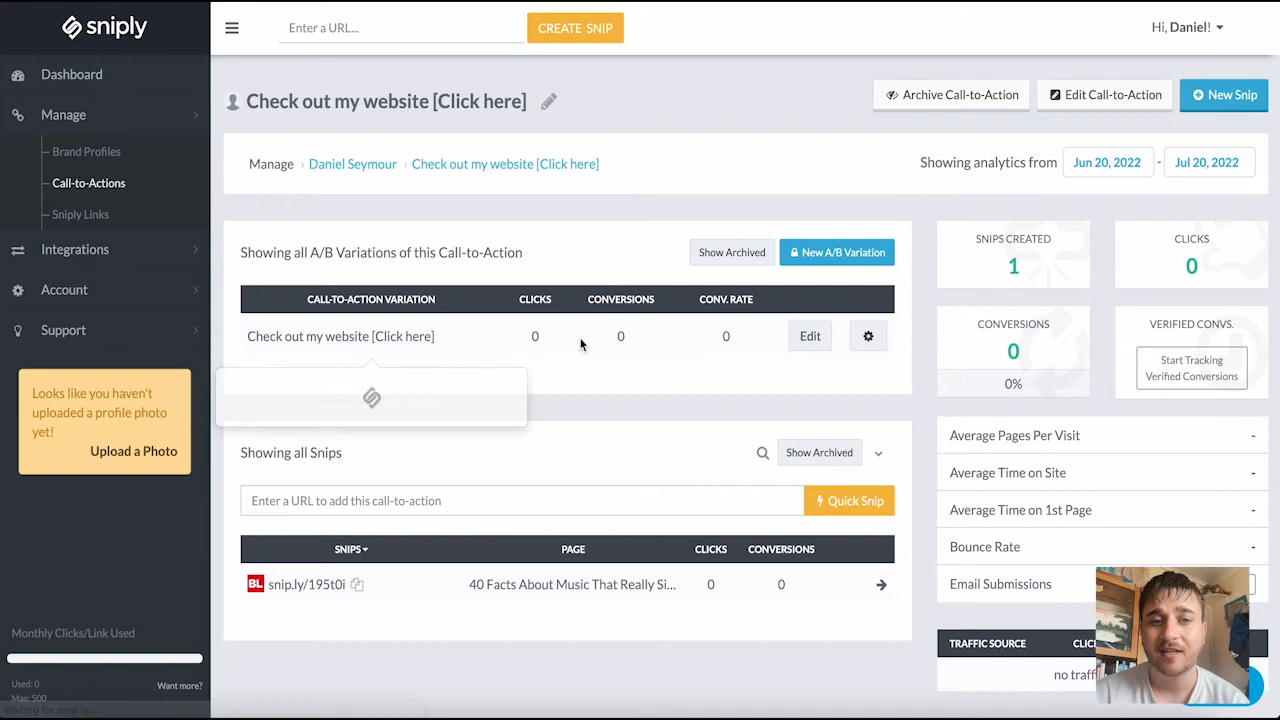 sniply
Enter a URL...
CREATE SNIP
Hi, Daniel!
Dashboard
Manage
Brand Profiles
Call-to-Actions
Sniply Links
Integrations
Account
Support
Looks like you haven't
uploaded a profile photo
yet!
Upload a Photo
Monthly Clicks/Link Used
Used: 0
Max: 500
Want more?
Waiting for snip.ly...
Check out my website [Click here]
Archive Call-to-Action
Edit Call-to-Action
New Snip
Manage › Daniel Seymour › Check out my website [Click here]
Showing analytics from Jun 20, 2022 - Jul 20, 2022
Showing all A/B Variations of this Call-to-Action
Show Archived
New A/B Variation
CALL-TO-ACTION VARIATION CLICKS CONVERSIONS CONV. RATE
Check out my website [Click here] 0 0 0 Edit
Showing all Snips
Show Archived
Enter a URL to add this call-to-action
Quick Snip
SNIPS PAGE CLICKS CONVERSIONS
BL snip.ly/195t0i 40 Facts About Music That Really Si... 0 0
SNIPS CREATED
1
CLICKS
0
CONVERSIONS
0
0%
VERIFIED CONVS.
Start Tracking
Verified Conversions
Average Pages Per Visit -
Average Time on Site -
Average Time on 1st Page -
Bounce Rate -
Email Submissions
TRAFFIC SOURCE CLIC
no traff